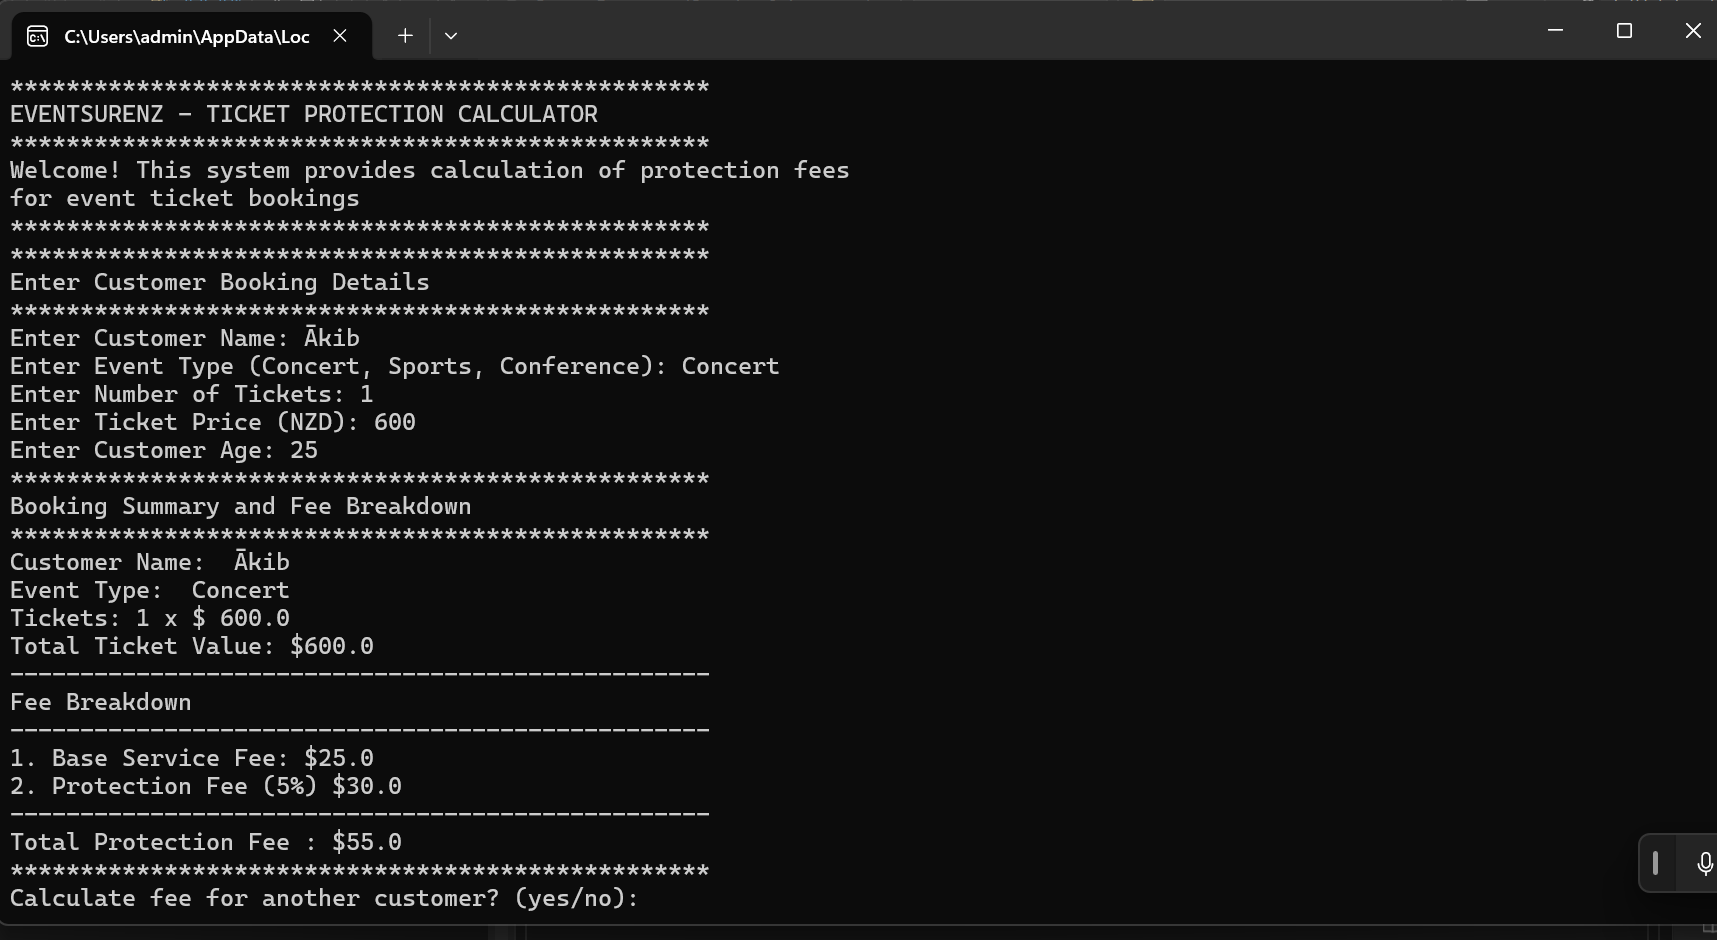 C:\Users\admin\AppData\Loc
**************************************************
EVENTSURENZ - TICKET PROTECTION CALCULATOR
**************************************************
Welcome! This system provides calculation of protection fees
for event ticket bookings
**************************************************
**************************************************
Enter Customer Booking Details
**************************************************
Enter Customer Name: Ākib
Enter Event Type (Concert, Sports, Conference): Concert
Enter Number of Tickets: 1
Enter Ticket Price (NZD): 600
Enter Customer Age: 25
**************************************************
Booking Summary and Fee Breakdown
**************************************************
Customer Name:  Ākib
Event Type:  Concert
Tickets: 1 x $ 600.0
Total Ticket Value: $600.0
--------------------------------------------------
Fee Breakdown
--------------------------------------------------
1. Base Service Fee: $25.0
2. Protection Fee (5%) $30.0
--------------------------------------------------
Total Protection Fee : $55.0
**************************************************
Calculate fee for another customer? (yes/no):